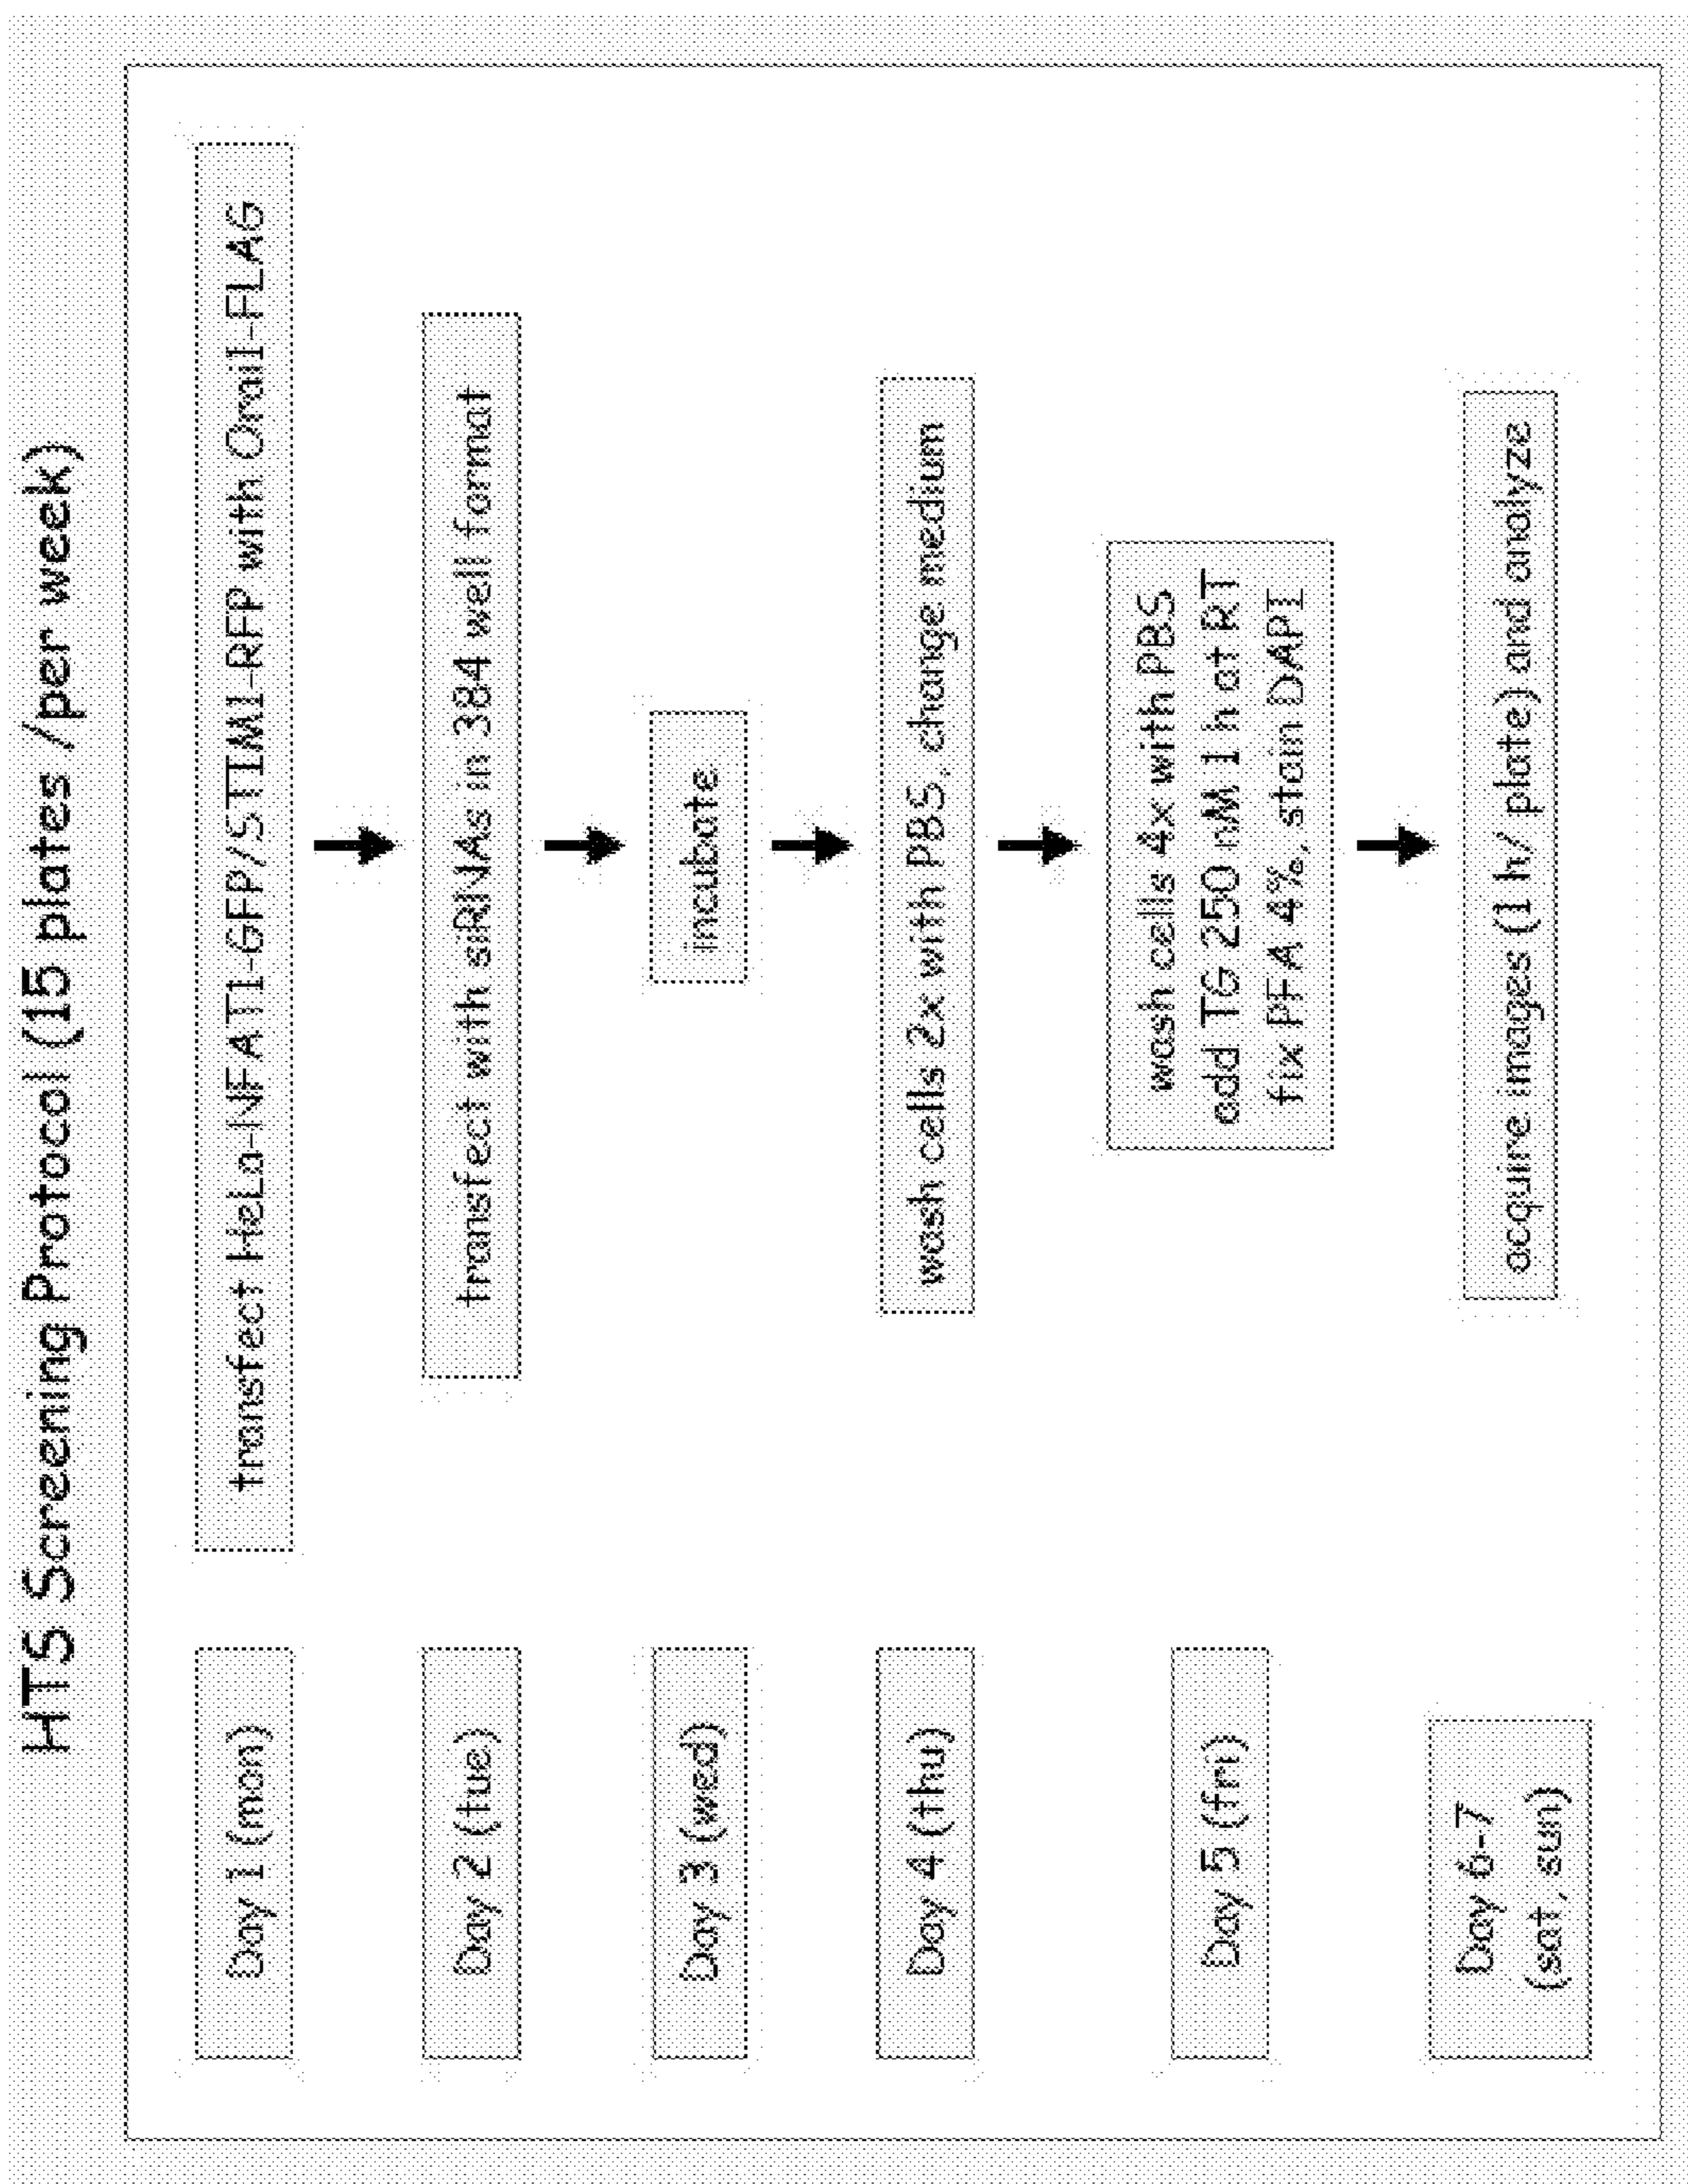 HTS Screening Protocol (15 plates /per week)
Day 1 (mon)
transfect HeLa-NFAT1-GFP/STIM1-RFP with Orai1-FLAG
Day 2 (tue)
transfect with siRNAs in 384 well format
Day 3 (wed)
incubate
Day 4 (thu)
wash cells 2x with PBS, change medium
Day 5 (fri)
wash cells 4x with PBS
add TG 250 nM 1 h at RT
fix PFA 4%, stain DAPI
Day 6-7
(sat, sun)
acquire images (1 h/ plate) and analyze